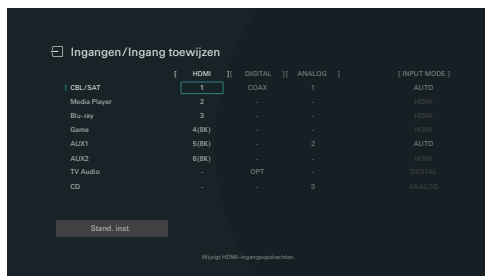 Ingangen/Ingang toewijzen
[ HDMI ][ DIGITAL ][ ANALOG ] [ INPUT MODE ]
CBL/SAT 1 COAX 1 AUTO
Media Player 2 - - HDMI
Blu-ray 3 - - HDMI
Game 4(8K) - - HDMI
AUX1 5(8K) - 2 AUTO
AUX2 6(8K) - - HDMI
TV Audio - OPT - DIGITAL
CD - - 3 ANALOG
Stand. inst.
Wijzigt HDMI-ingangsopdrachten.